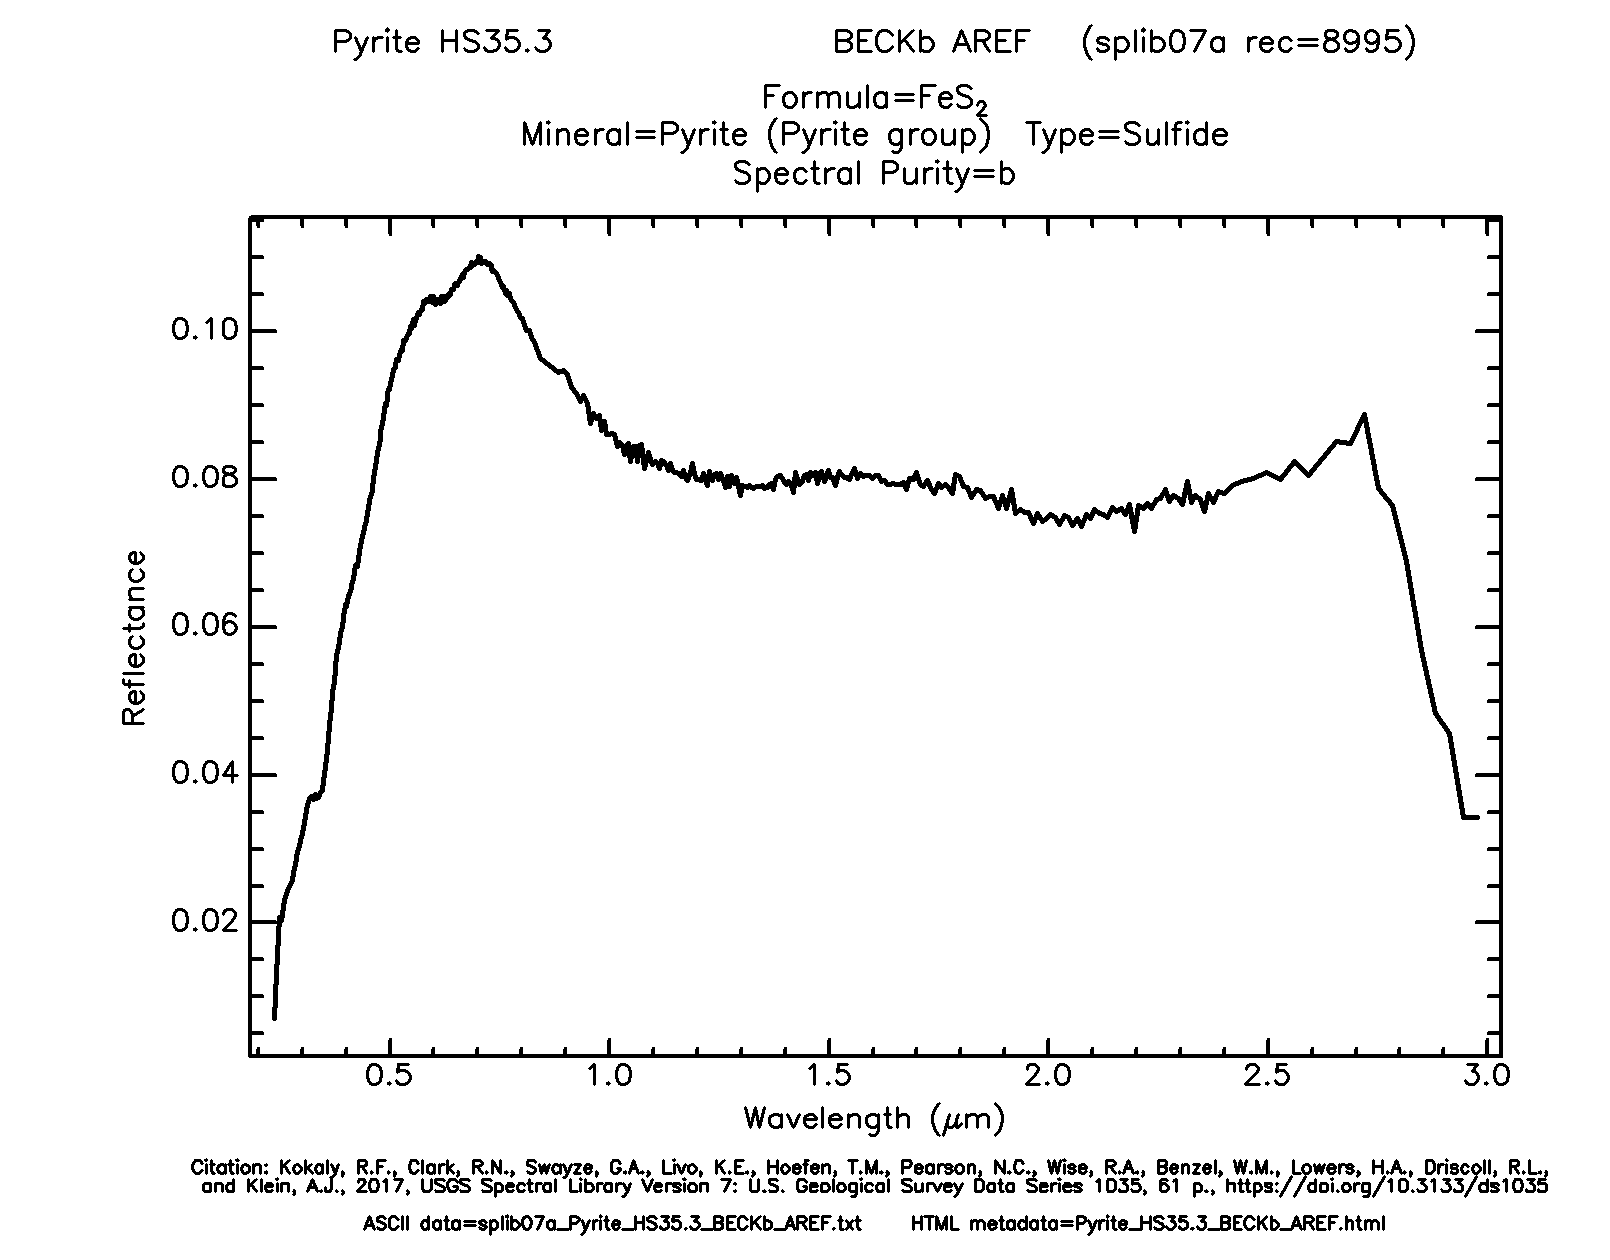 Pyrite HS35.3 BECKb AREF (splib07a rec=8995)
Formula=FeS₂
Mineral=Pyrite (Pyrite group) Type=Sulfide
Spectral Purity=b
0.10
0.08
0.06
0.04
0.02
Reflectance
0.5 1.0 1.5 2.0 2.5 3.0
Wavelength (μm)
Citation: Kokaly, R.F., Clark, R.N., Swayze, G.A., Livo, K.E., Hoefen, T.M., Pearson, N.C., Wise, R.A., Benzel, W.M., Lowers, H.A., Driscoll, R.L.,
and Klein, A.J., 2017, USGS Spectral Library Version 7: U.S. Geological Survey Data Series 1035, 61 p., https://doi.org/10.3133/ds1035
ASCII data=splib07a_Pyrite_HS35.3_BECKb_AREF.txt HTML metadata=Pyrite_HS35.3_BECKb_AREF.html